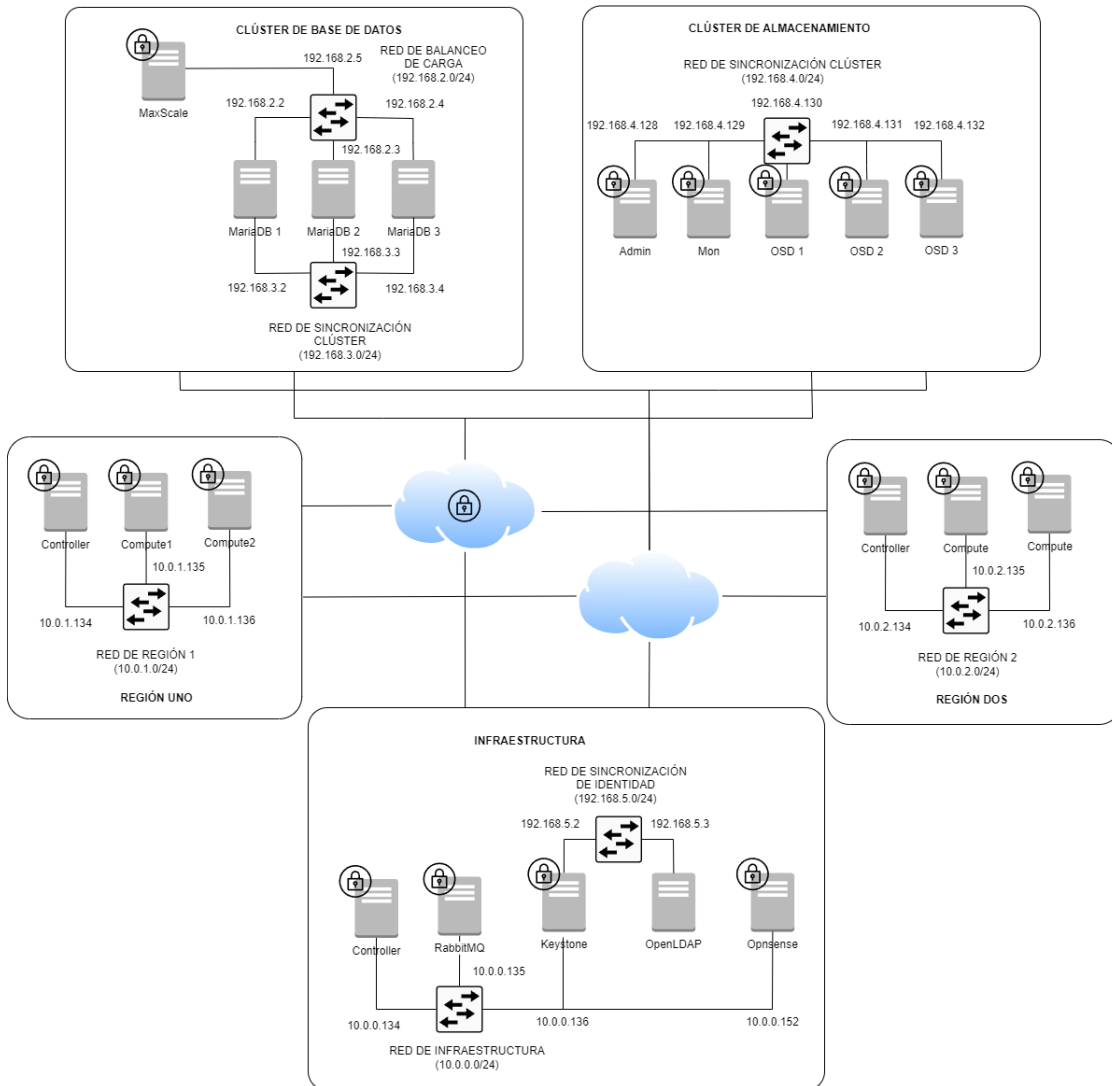 CLÚSTER DE BASE DE DATOS
192.168.2.5
RED DE BALANCEO
DE CARGA
(192.168.2.0/24)
MaxScale
192.168.2.2
192.168.2.4
192.168.2.3
MariaDB 1
MariaDB 2
MariaDB 3
192.168.3.3
192.168.3.2
192.168.3.4
RED DE SINCRONIZACIÓN
CLÚSTER
(192.168.3.0/24)
CLÚSTER DE ALMACENAMIENTO
RED DE SINCRONIZACIÓN CLÚSTER
(192.168.4.0/24)
192.168.4.130
192.168.4.128
192.168.4.129
192.168.4.131
192.168.4.132
Admin
Mon
OSD 1
OSD 2
OSD 3
Controller
Compute1
Compute2
10.0.1.135
10.0.1.134
10.0.1.136
RED DE REGIÓN 1
(10.0.1.0/24)
REGIÓN UNO
Controller
Compute
Compute
10.0.2.135
10.0.2.134
10.0.2.136
RED DE REGIÓN 2
(10.0.2.0/24)
REGIÓN DOS
INFRAESTRUCTURA
RED DE SINCRONIZACIÓN
DE IDENTIDAD
(192.168.5.0/24)
192.168.5.2
192.168.5.3
Controller
RabbitMQ
Keystone
OpenLDAP
Opnsense
10.0.0.135
10.0.0.134
10.0.0.136
10.0.0.152
RED DE INFRAESTRUCTURA
(10.0.0.0/24)